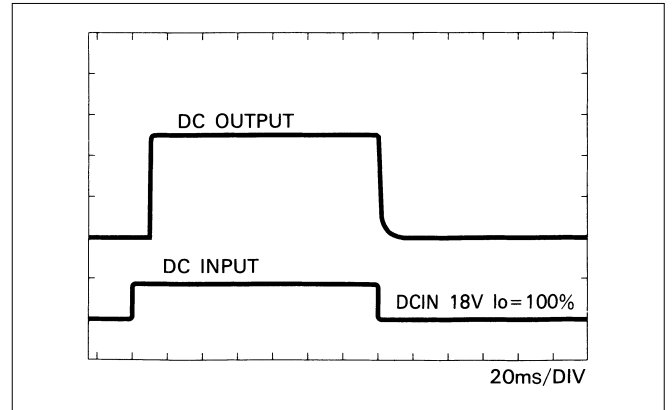 DC OUTPUT
DC INPUT
DCIN 18V Io=100%
20ms/DIV